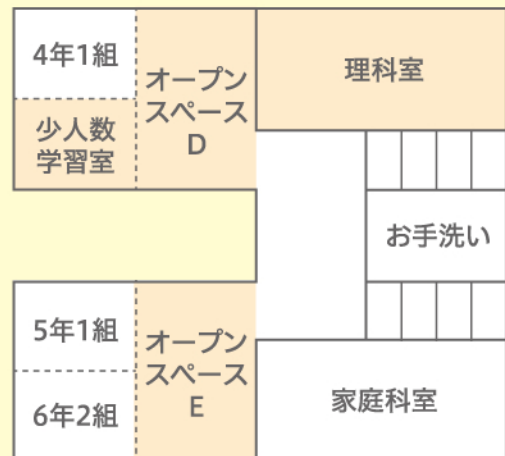 4年1組
オープン
スペース
D
理科室
少人数
学習室
お手洗い
5年1組
オープン
スペース
E
6年2組
家庭科室